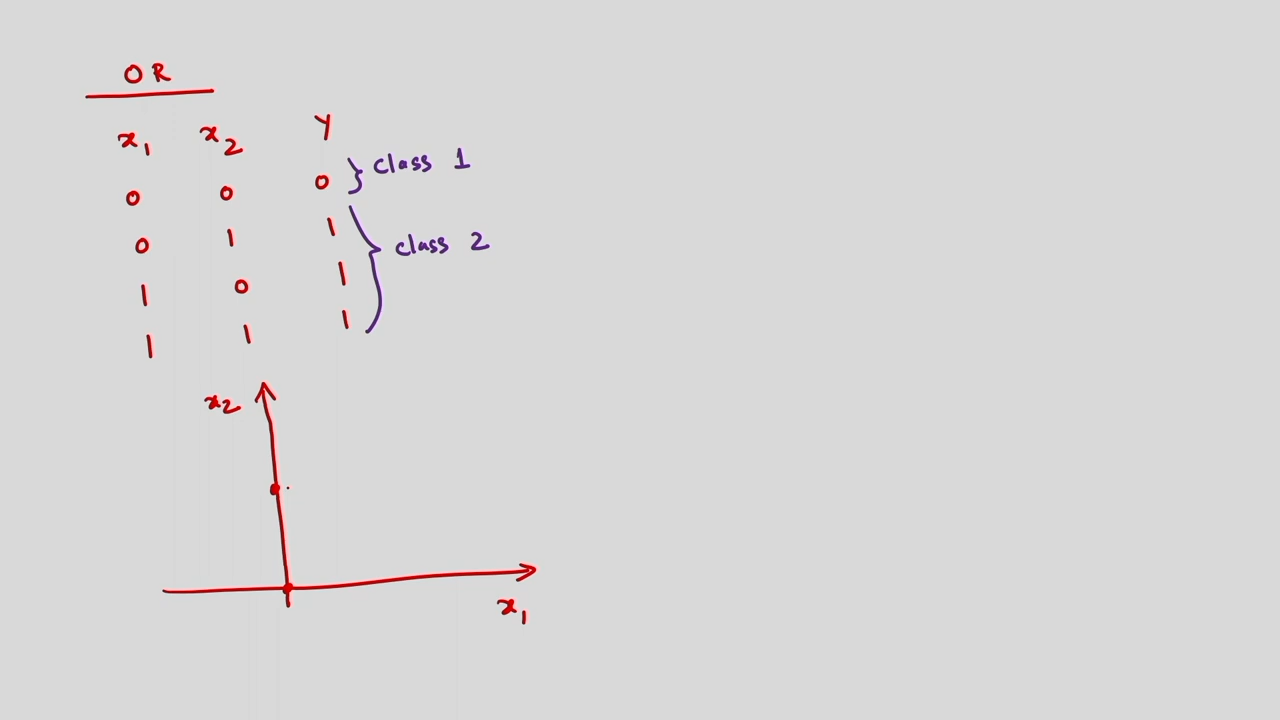 OR
x₁ x₂ y
0 0 0 } class 1
0 1 1
1 0 1
1 1 1
} class 2
x₂
x₁